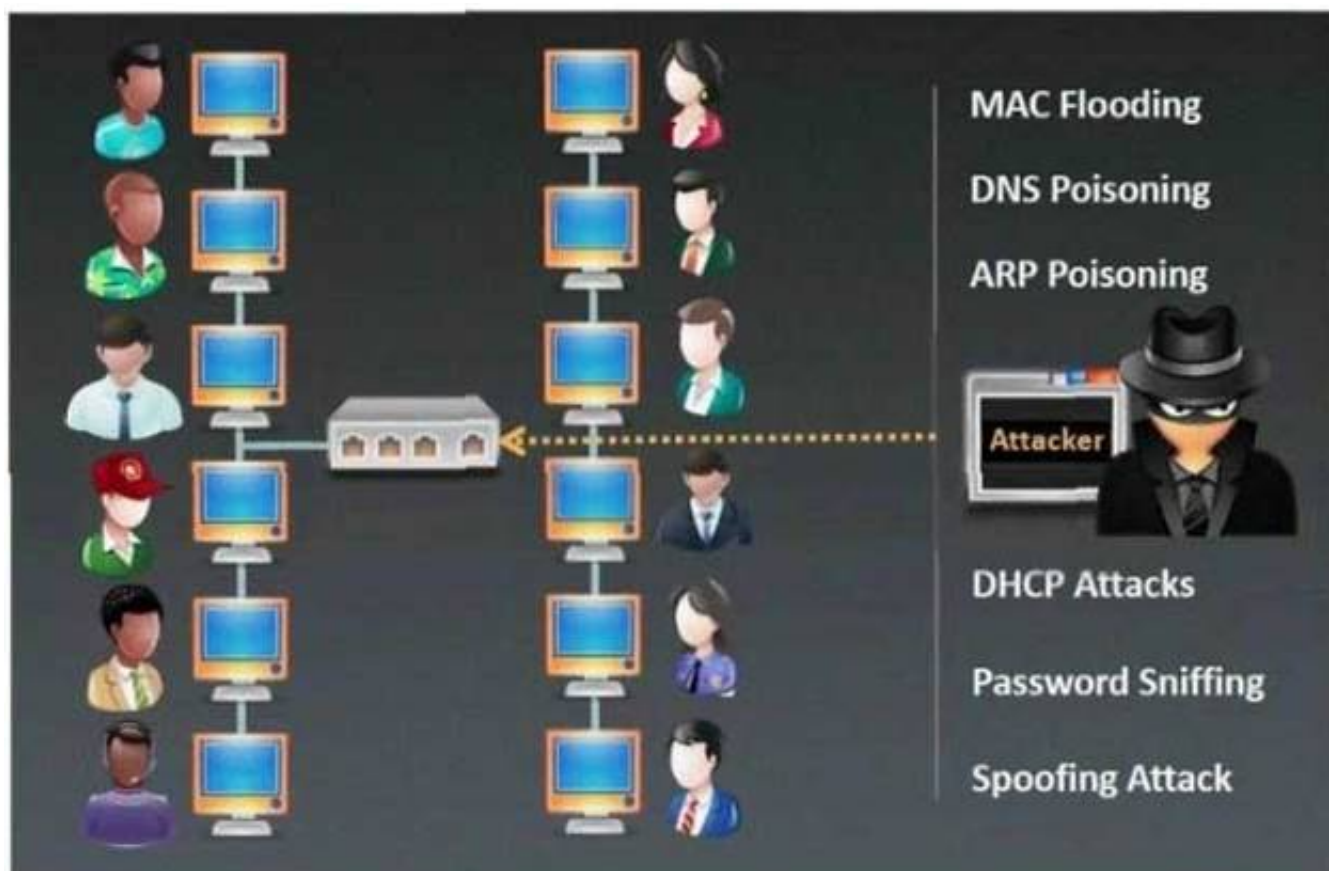 MAC Flooding
DNS Poisoning
ARP Poisoning
Attacker
DHCP Attacks
Password Sniffing
Spoofing Attack